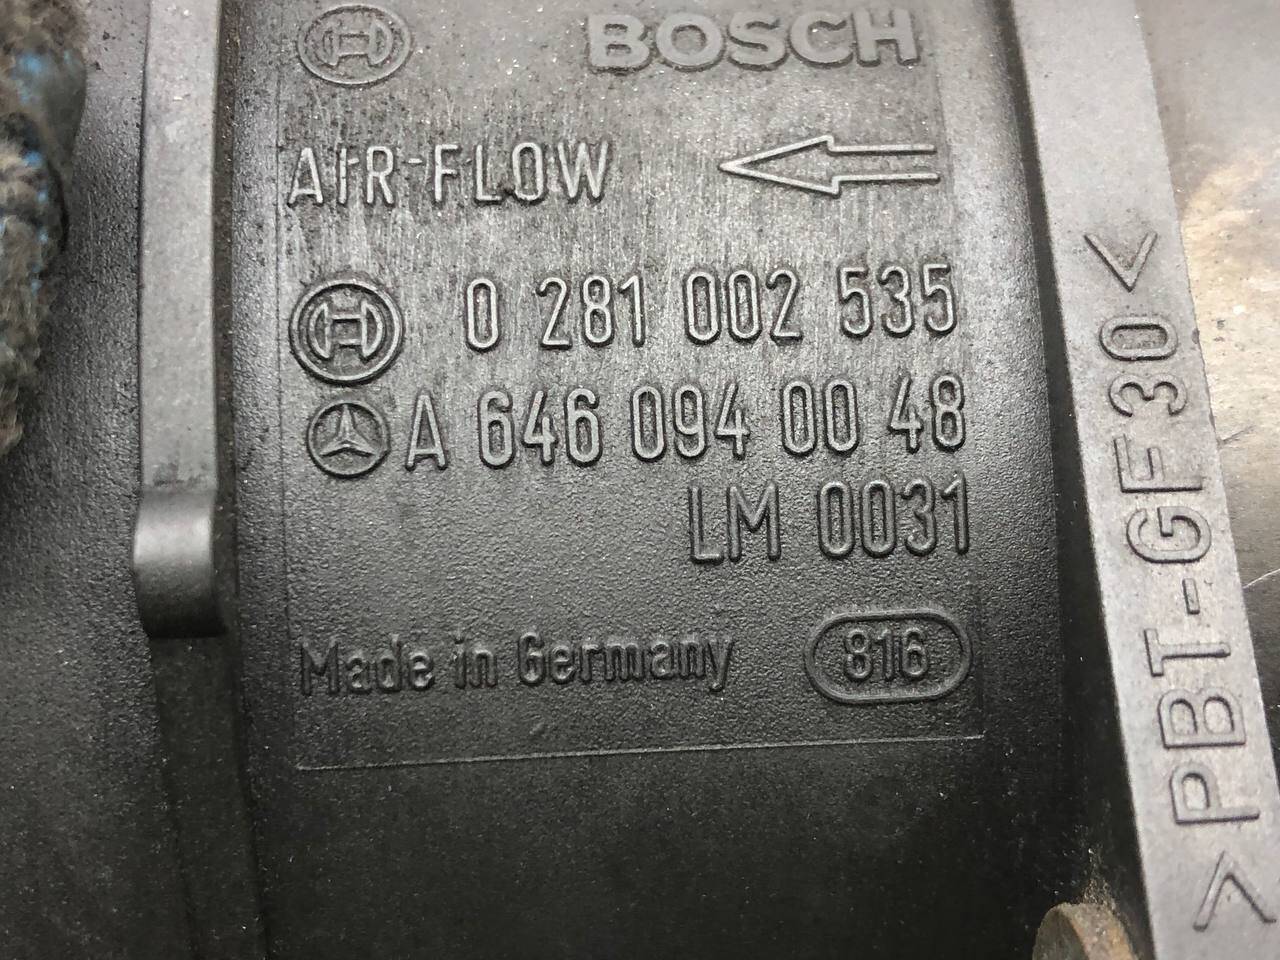 BOSCH
AIR FLOW
0 281 002 535
A 646 094 00 48
LM 0031
Made in Germany 816
>PBT-GF30<